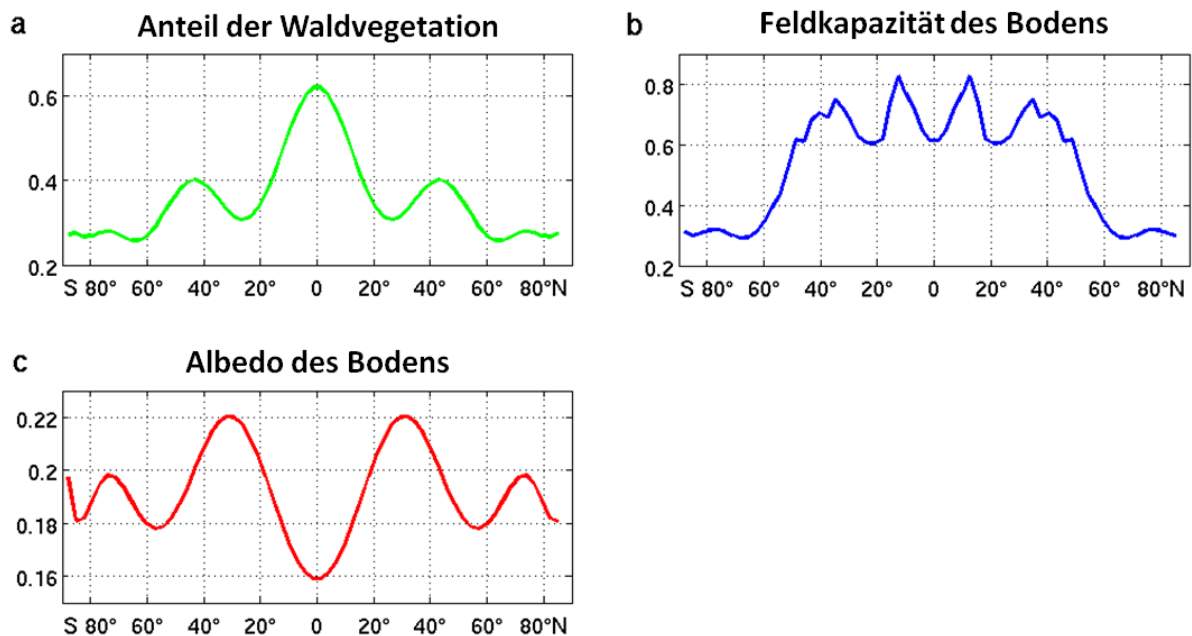 a Anteil der Waldvegetation
0.6
0.4
0.2
S 80° 60° 40° 20° 0 20° 40° 60° 80°N
b Feldkapazität des Bodens
0.8
0.6
0.4
0.2
S 80° 60° 40° 20° 0 20° 40° 60° 80°N
c Albedo des Bodens
0.22
0.2
0.18
0.16
S 80° 60° 40° 20° 0 20° 40° 60° 80°N